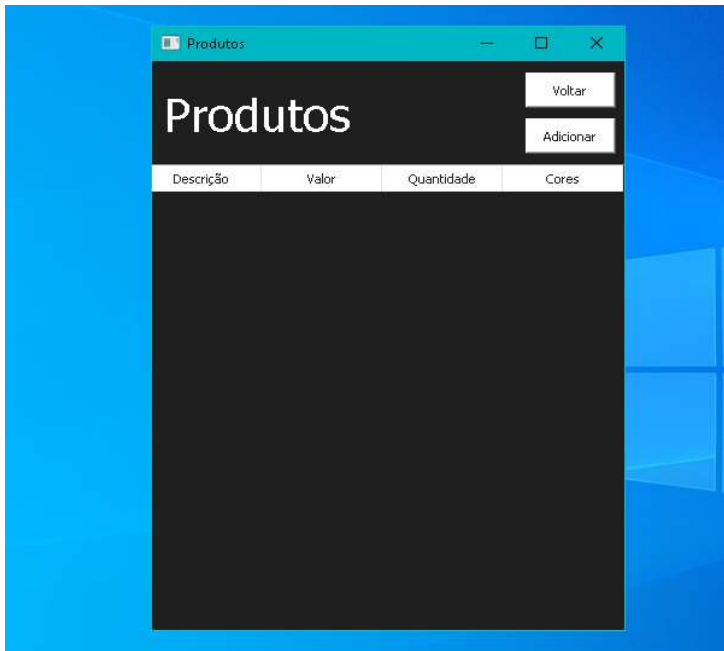 Produtos
Produtos
Voltar
Adicionar
Descrição Valor Quantidade Cores